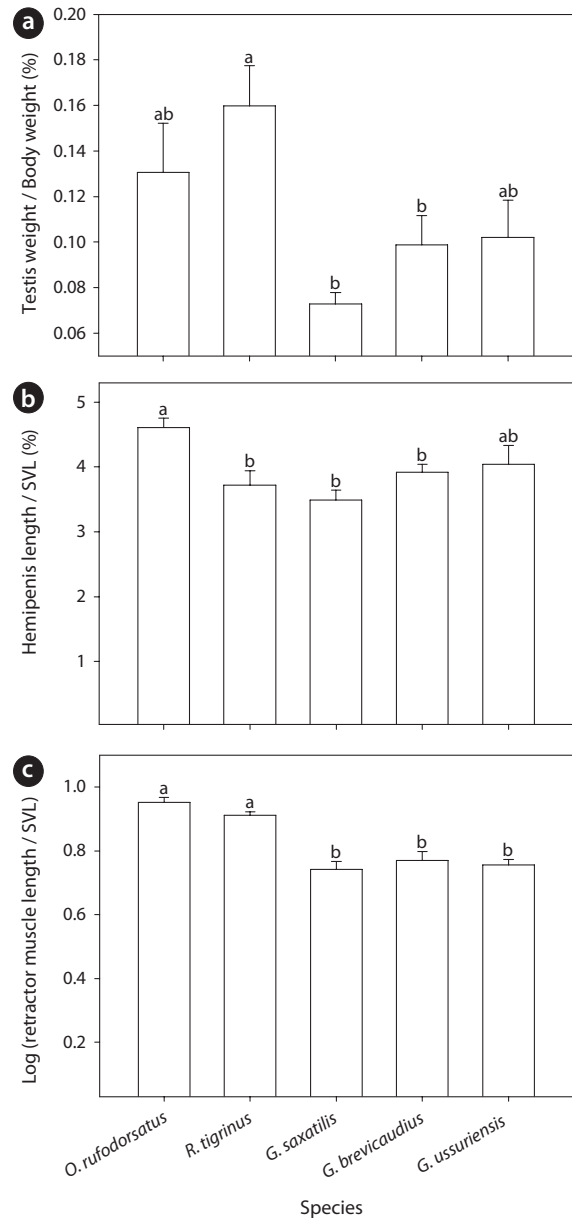 a
Testis weight / Body weight (%)
0.20
0.18
0.16
0.14
0.12
0.10
0.08
0.06
ab
a
b
b
ab
b
Hemipenis length / SVL (%)
5
4
3
2
1
a
b
b
b
ab
c
Log (retractor muscle length / SVL)
1.0
0.8
0.6
0.4
0.2
a
a
b
b
b
O. rufodorsatus
R. tigrinus
G. saxatilis
G. brevicaudius
G. ussuriensis
Species